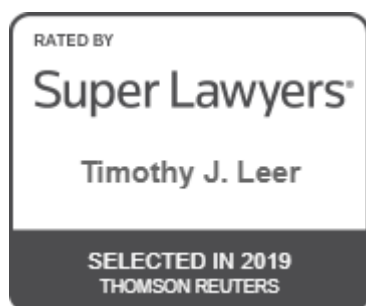 RATED BY
Super Lawyers®
Timothy J. Leer
SELECTED IN 2019
THOMSON REUTERS